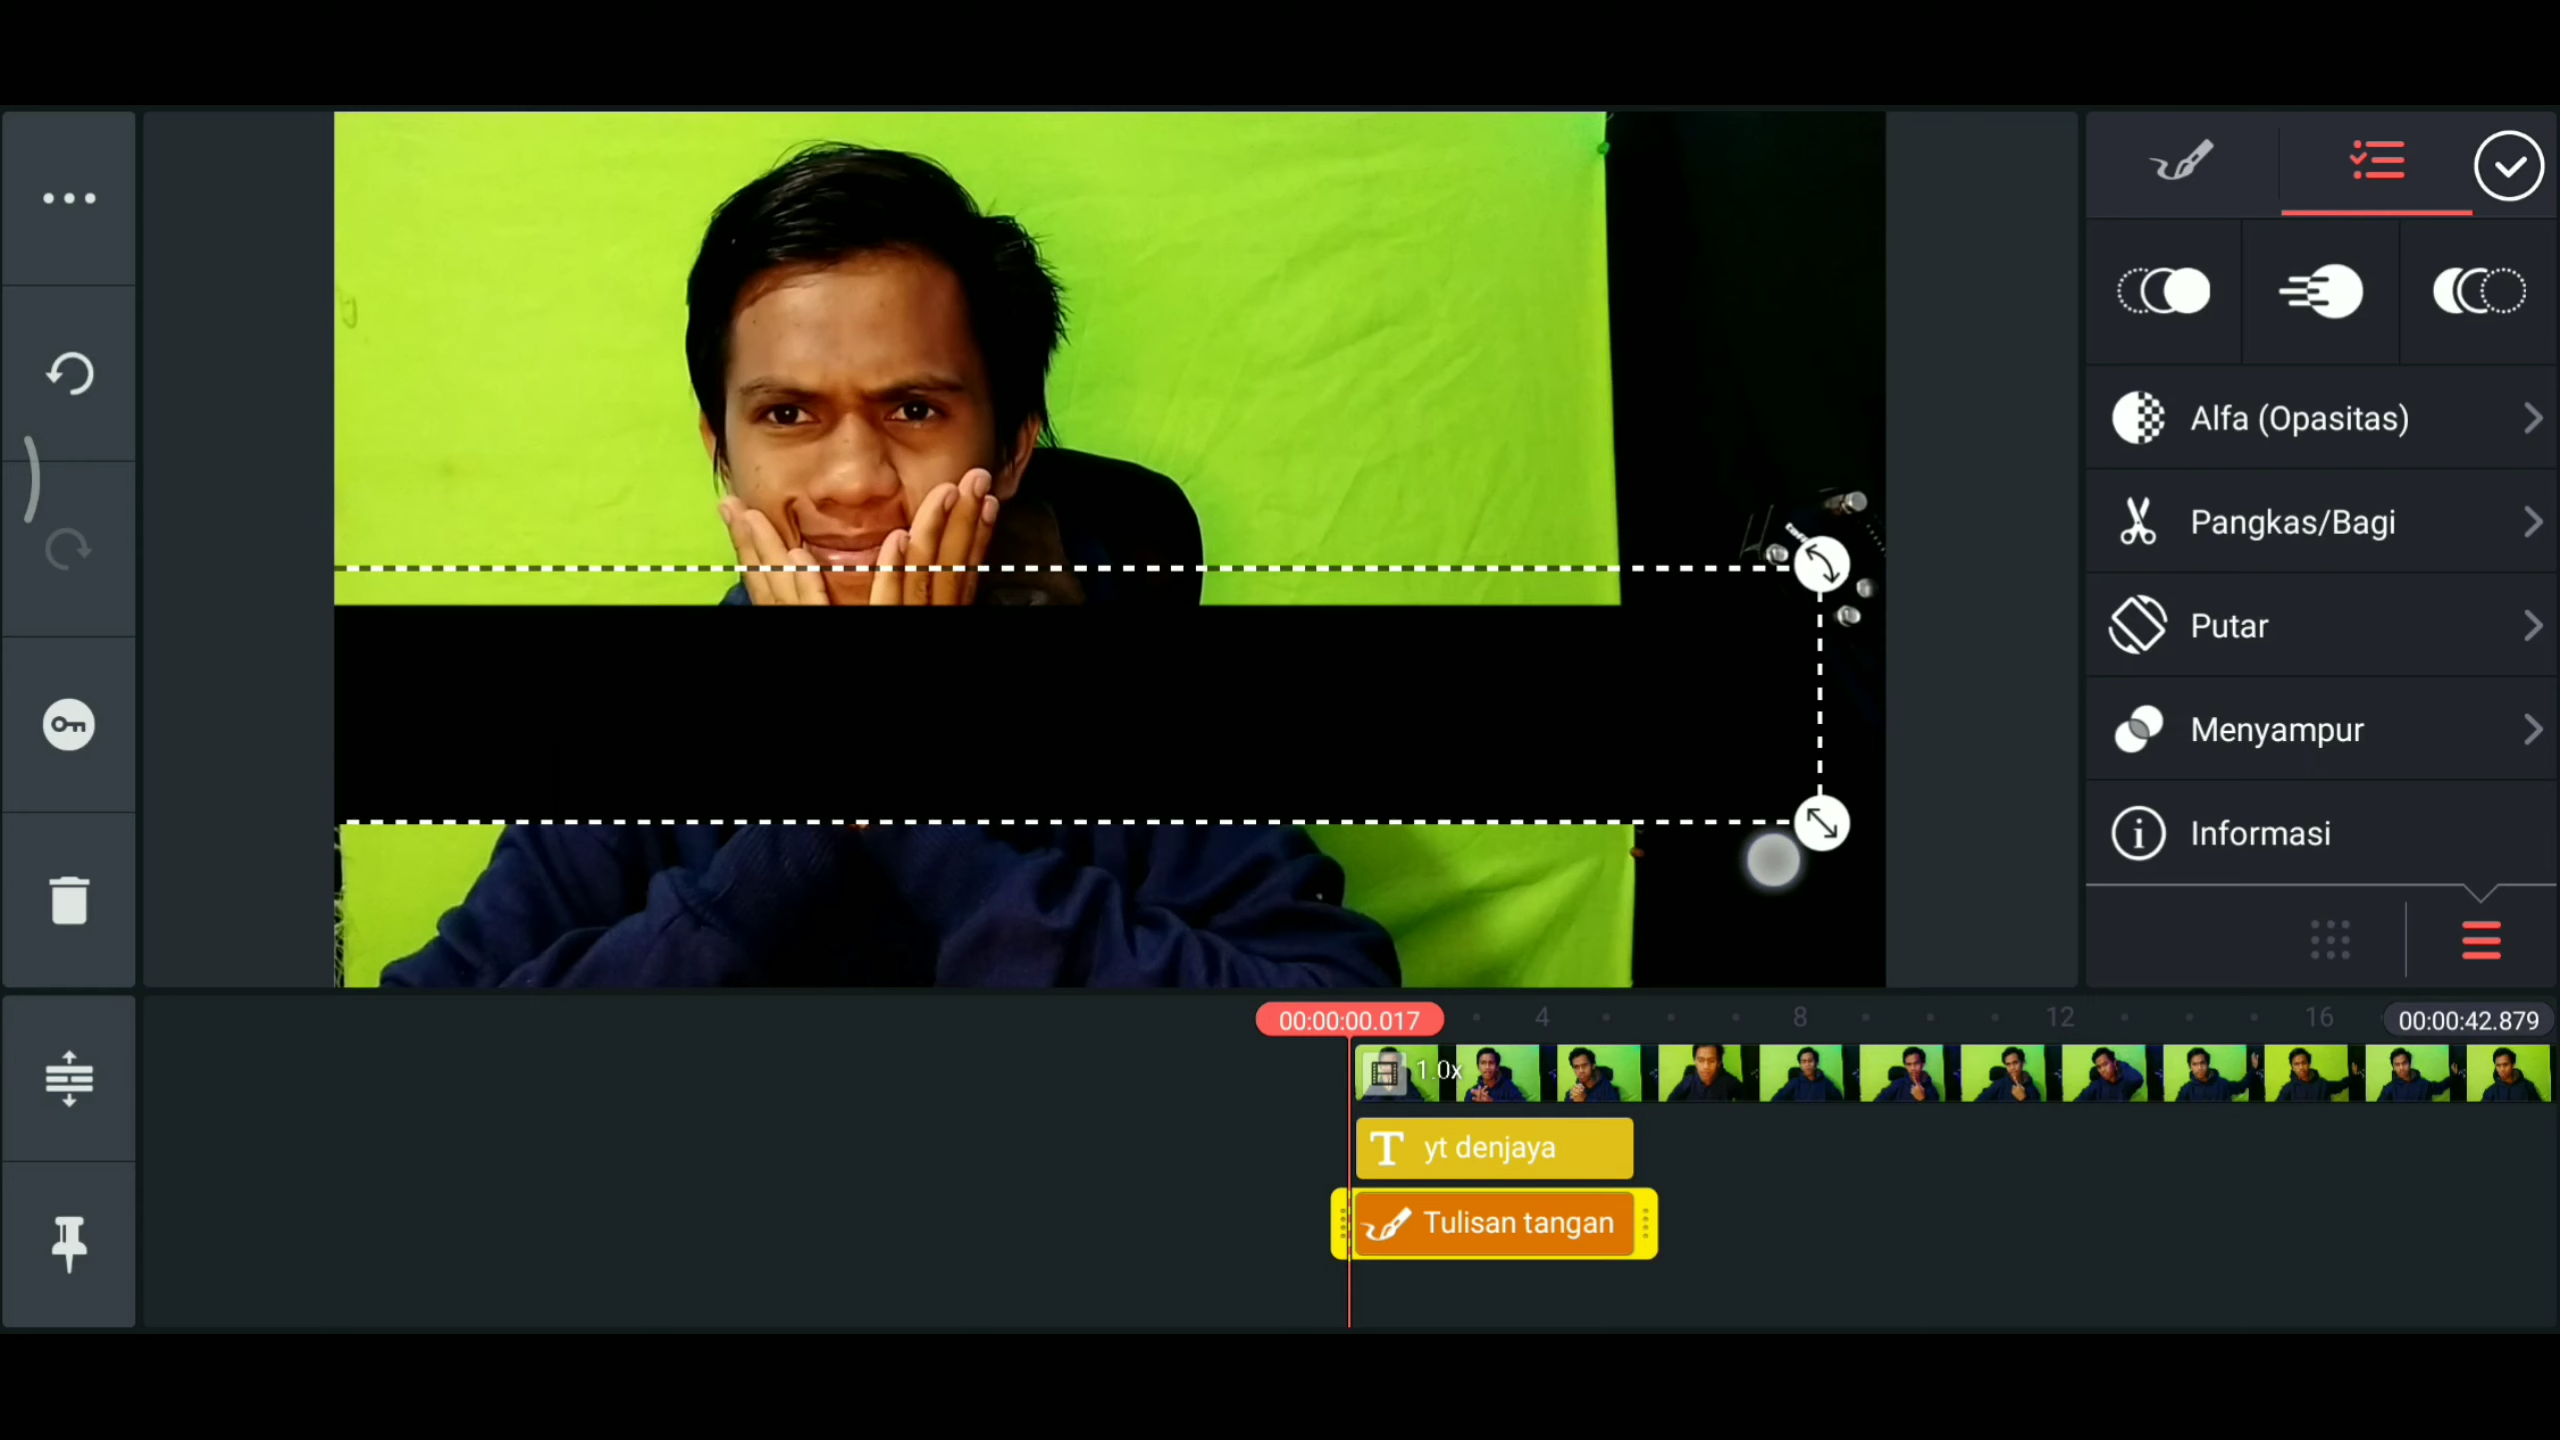 Alfa (Opasitas)
Pangkas/Bagi
Putar
Menyampur
Informasi
00:00:00.017
4
8
12
16
00:00:42.879
1.0x
T yt denjaya
Tulisan tangan